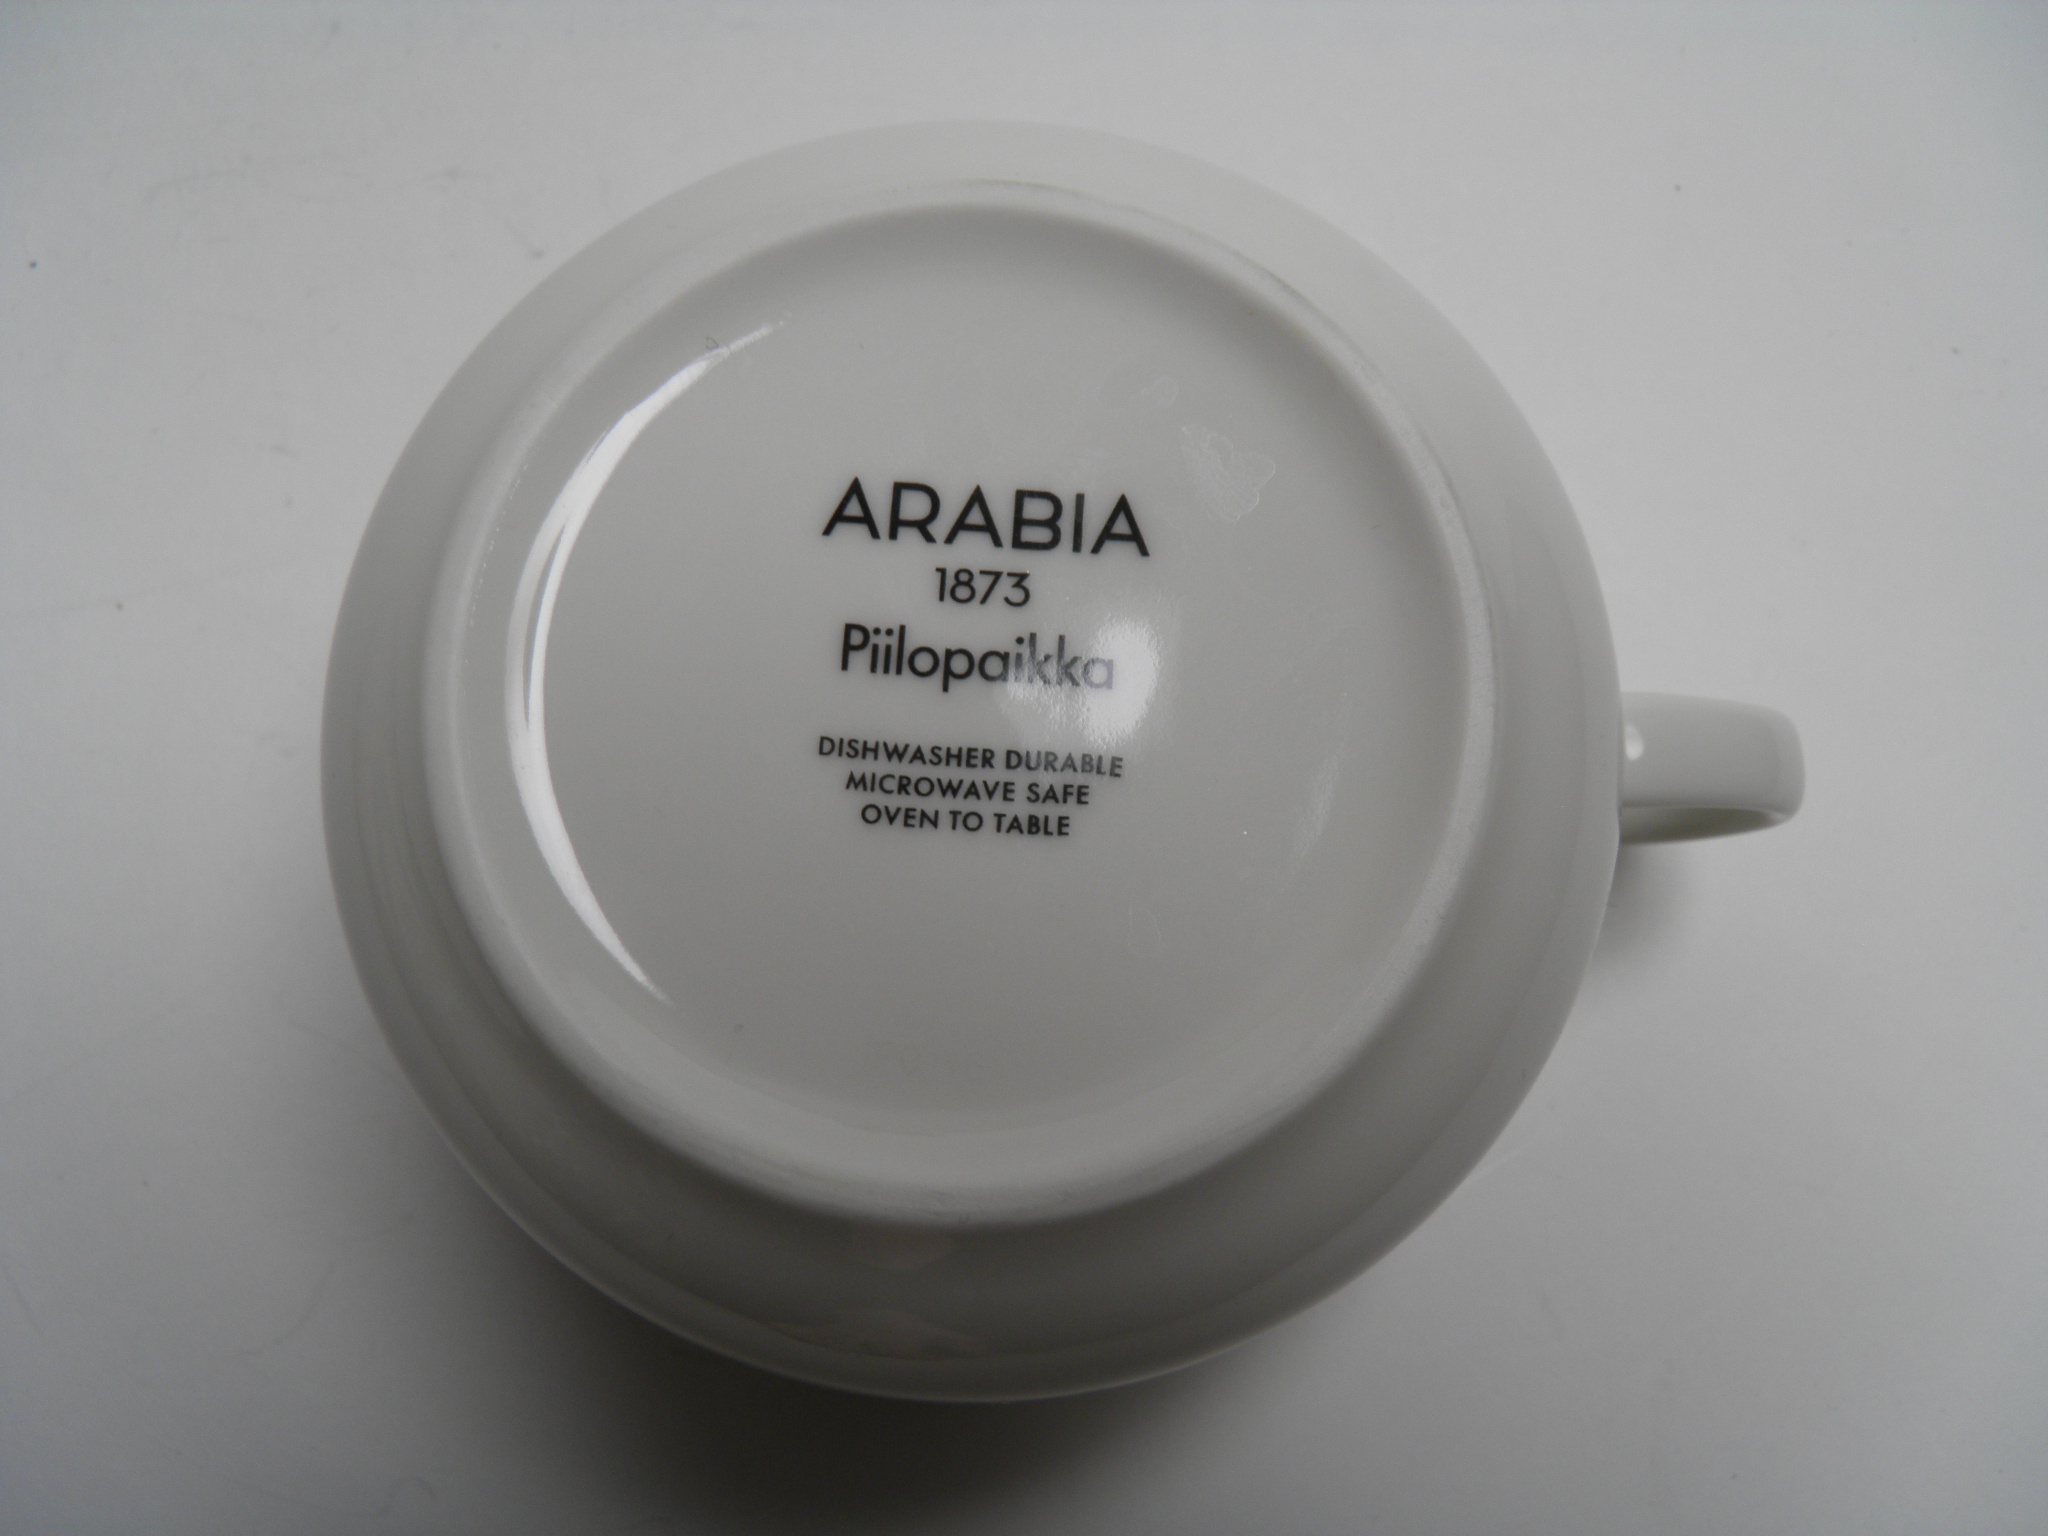 ARABIA
1873
Piilopaikka
DISHWASHER DURABLE
MICROWAVE SAFE
OVEN TO TABLE